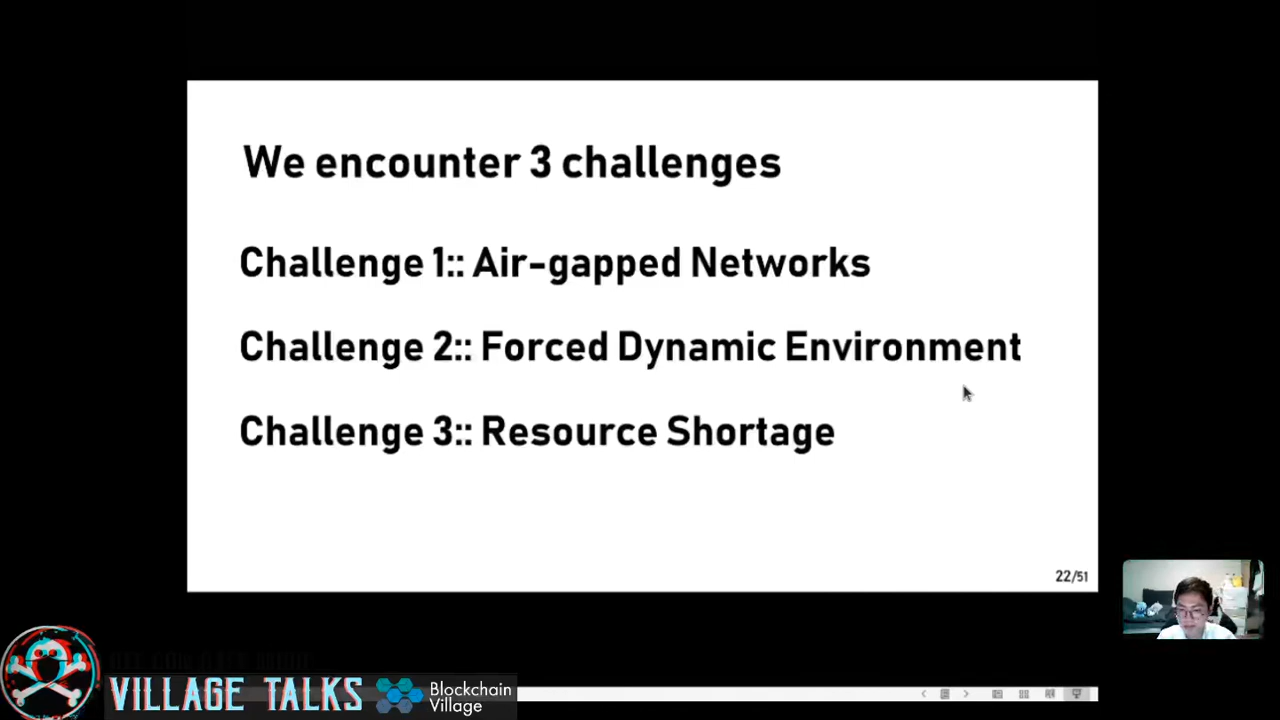 We encounter 3 challenges
Challenge 1:: Air-gapped Networks
Challenge 2:: Forced Dynamic Environment
Challenge 3:: Resource Shortage
22/51
VILLAGE TALKS
Blockchain
Village